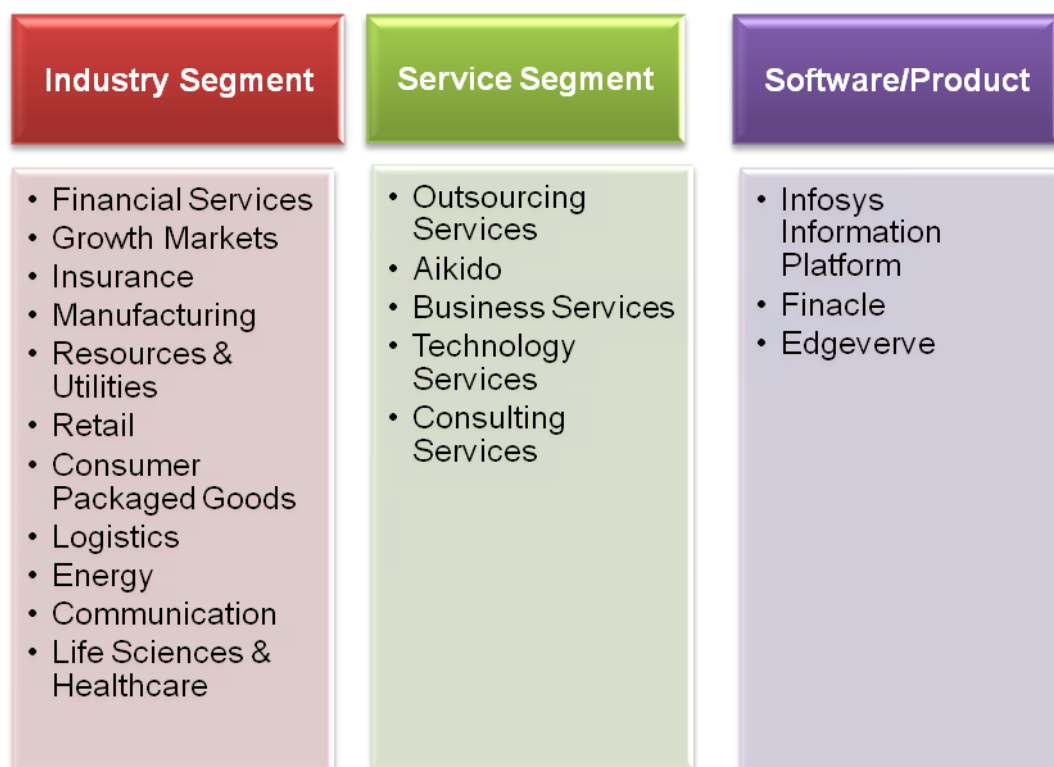 Industry Segment
• Financial Services
• Growth Markets
• Insurance
• Manufacturing
• Resources &
Utilities
• Retail
• Consumer
Packaged Goods
• Logistics
• Energy
• Communication
• Life Sciences &
Healthcare
Service Segment
• Outsourcing
Services
• Aikido
• Business Services
• Technology
Services
• Consulting
Services
Software/Product
• Infosys
Information
Platform
• Finacle
• Edgeverve